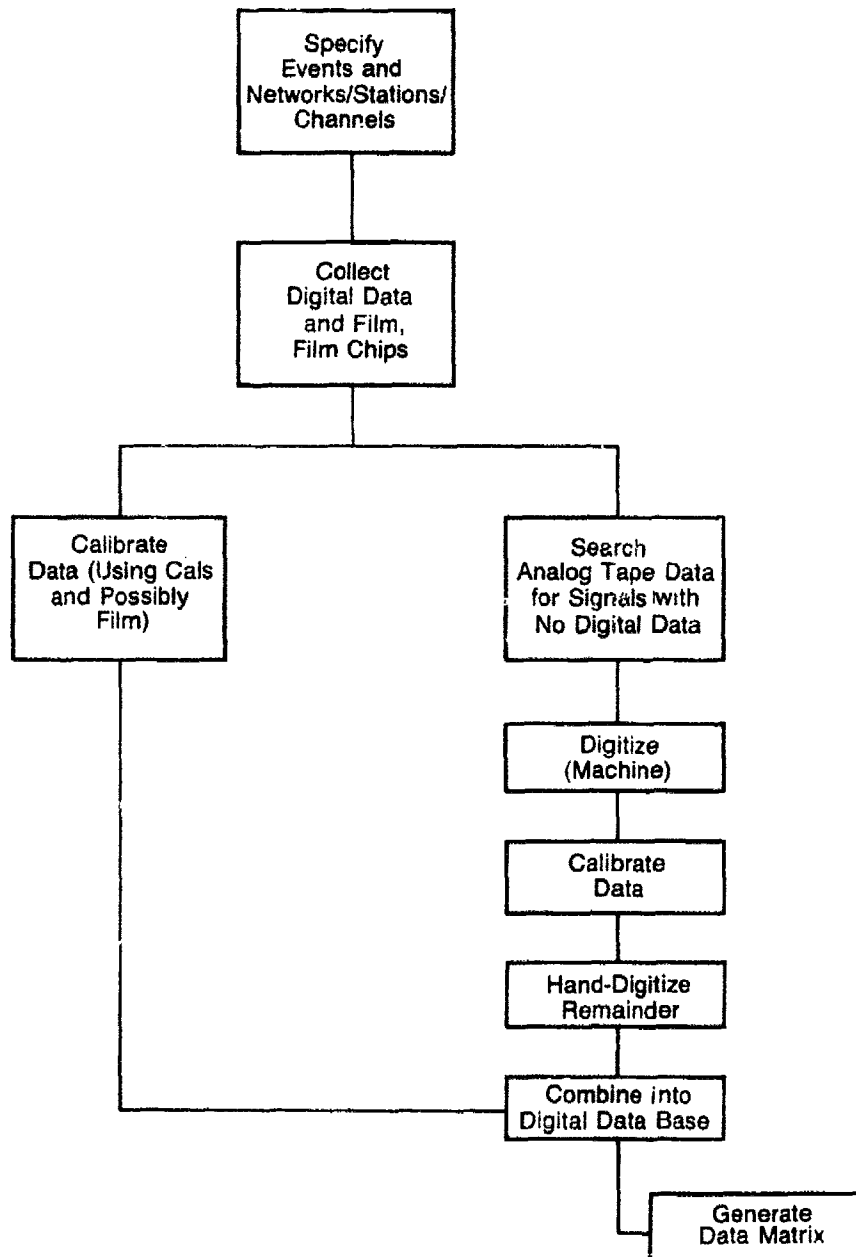 Specify
Events and
Networks/Stations/
Channels
Collect
Digital Data
and Film,
Film Chips
Calibrate
Data (Using Cals
and Possibly
Film)
Search
Analog Tape Data
for Signals with
No Digital Data
Digitize
(Machine)
Calibrate
Data
Hand-Digitize
Remainder
Combine into
Digital Data Base
Generate
Data Matrix